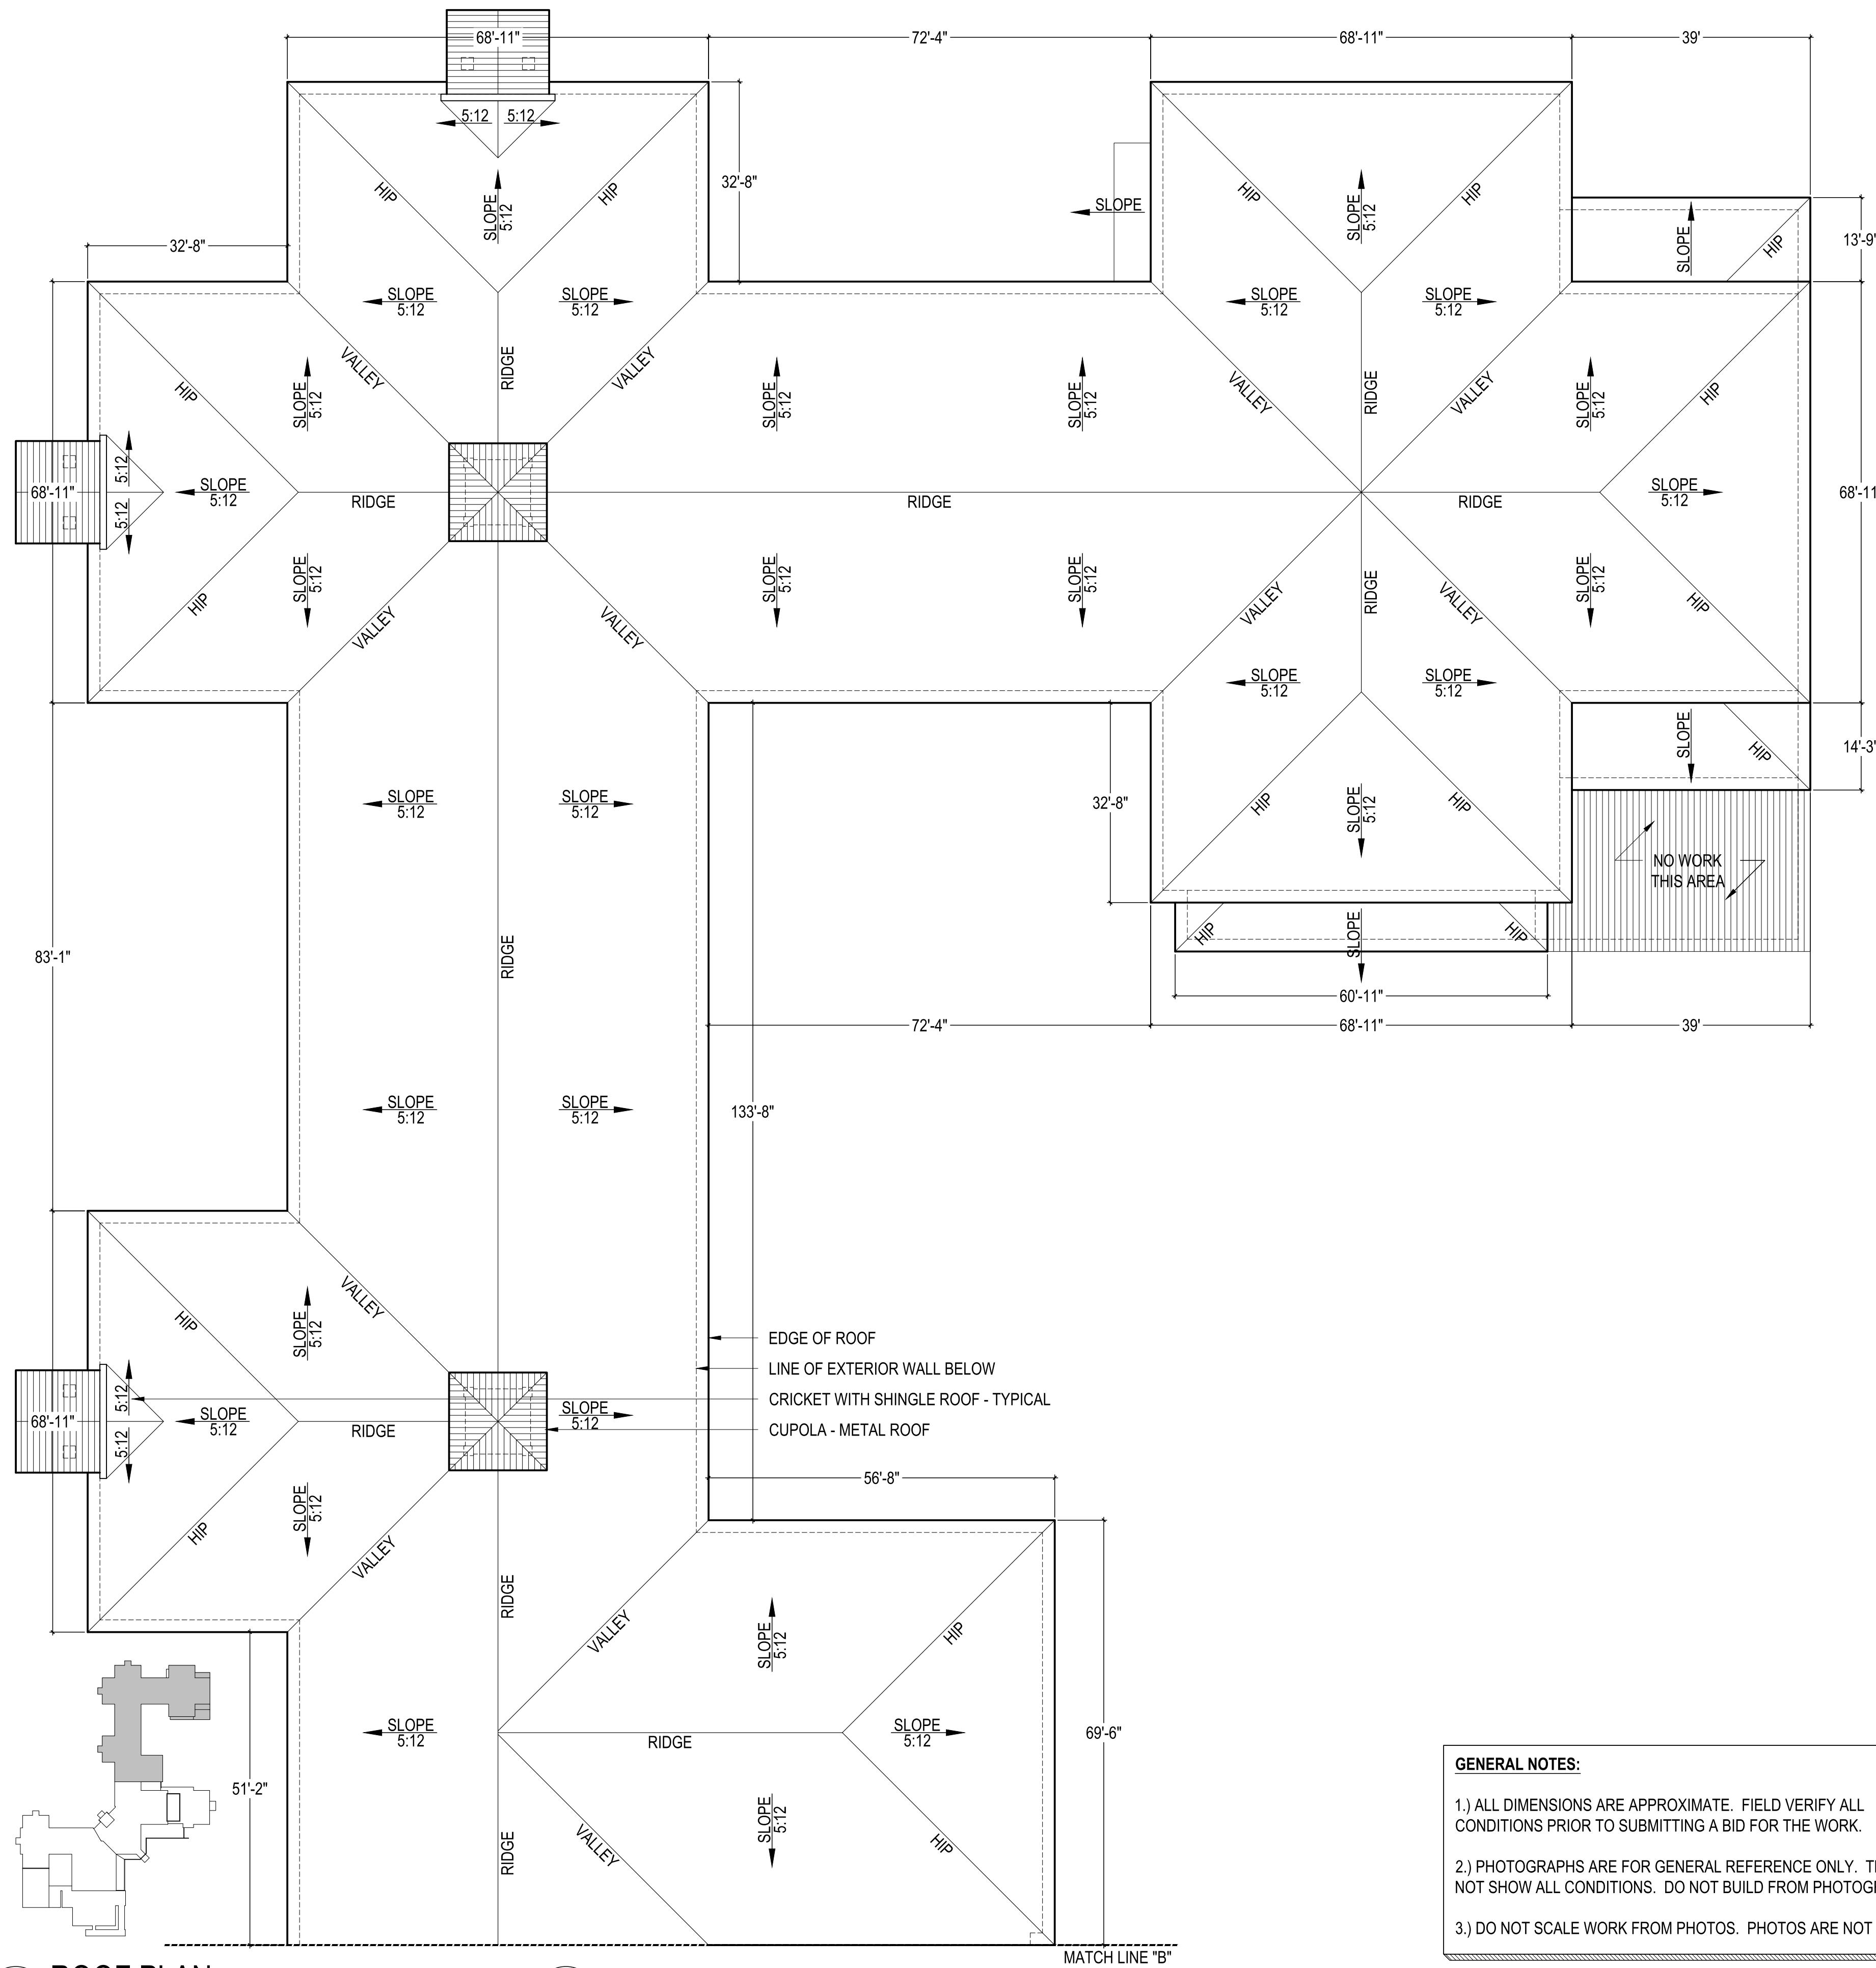 68'-11"
72'-4"
68'-11"
39'
5:12
5:12
32'-8"
HIP
HIP
SLOPE
5:12
SLOPE
HIP
HIP
SLOPE
5:12
SLOPE
HIP
13'-9"
32'-8"
SLOPE
5:12
SLOPE
5:12
SLOPE
5:12
SLOPE
5:12
VALLEY
RIDGE
VALLEY
VALLEY
RIDGE
VALLEY
HIP
SLOPE
5:12
SLOPE
5:12
SLOPE
5:12
SLOPE
5:12
HIP
5:12
68'-11"
5:12
SLOPE
5:12
RIDGE
RIDGE
RIDGE
SLOPE
5:12
68'-11
HIP
SLOPE
5:12
VALLEY
VALLEY
SLOPE
5:12
SLOPE
5:12
VALLEY
RIDGE
VALLEY
SLOPE
5:12
HIP
SLOPE
5:12
SLOPE
5:12
SLOPE
HIP
14'-3"
SLOPE
5:12
SLOPE
5:12
32'-8"
HIP
SLOPE
5:12
HIP
NO WORK
THIS AREA
HIP
SLOPE
HIP
83'-1"
RIDGE
60'-11"
72'-4"
68'-11"
39'
SLOPE
5:12
SLOPE
5:12
133'-8"
HIP
SLOPE
5:12
VALLEY
EDGE OF ROOF
LINE OF EXTERIOR WALL BELOW
CRICKET WITH SHINGLE ROOF - TYPICAL
CUPOLA - METAL ROOF
5:12
68'-11"
5:12
SLOPE
5:12
RIDGE
SLOPE
5:12
56'-8"
HIP
SLOPE
5:12
VALLEY
RIDGE
VALLEY
SLOPE
5:12
HIP
SLOPE
5:12
RIDGE
SLOPE
5:12
69'-6"
51'-2"
RIDGE
VALLEY
SLOPE
5:12
HIP
MATCH LINE "B"
ROOF PLAN
GENERAL NOTES:
1.) ALL DIMENSIONS ARE APPROXIMATE. FIELD VERIFY ALL
CONDITIONS PRIOR TO SUBMITTING A BID FOR THE WORK.
2.) PHOTOGRAPHS ARE FOR GENERAL REFERENCE ONLY.
NOT SHOW ALL CONDITIONS. DO NOT BUILD FROM
3.) DO NOT SCALE WORK FROM PHOTOS. PHOTOS ARE NOT